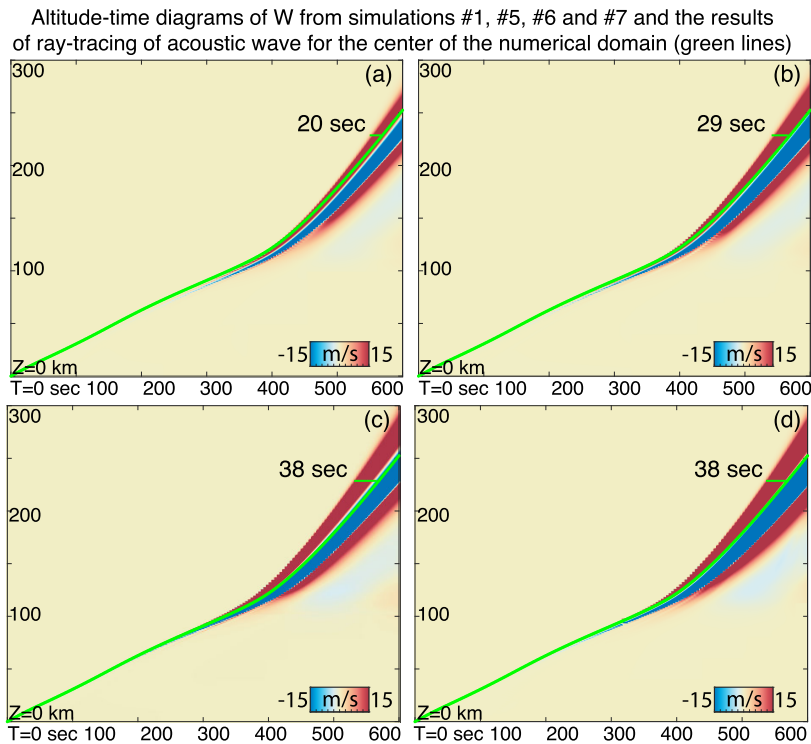 Altitude-time diagrams of W from simulations #1, #5, #6 and #7 and the results
of ray-tracing of acoustic wave for the center of the numerical domain (green lines)
300
(a)
20 sec
200
100
-15 m/s 15
Z=0 km
T=0 sec 100 200 300 400 500 600
300
(b)
29 sec
200
100
-15 m/s 15
Z=0 km
T=0 sec 100 200 300 400 500 600
300
(c)
38 sec
200
100
-15 m/s 15
Z=0 km
T=0 sec 100 200 300 400 500 600
300
(d)
38 sec
200
100
-15 m/s 15
Z=0 km
T=0 sec 100 200 300 400 500 600